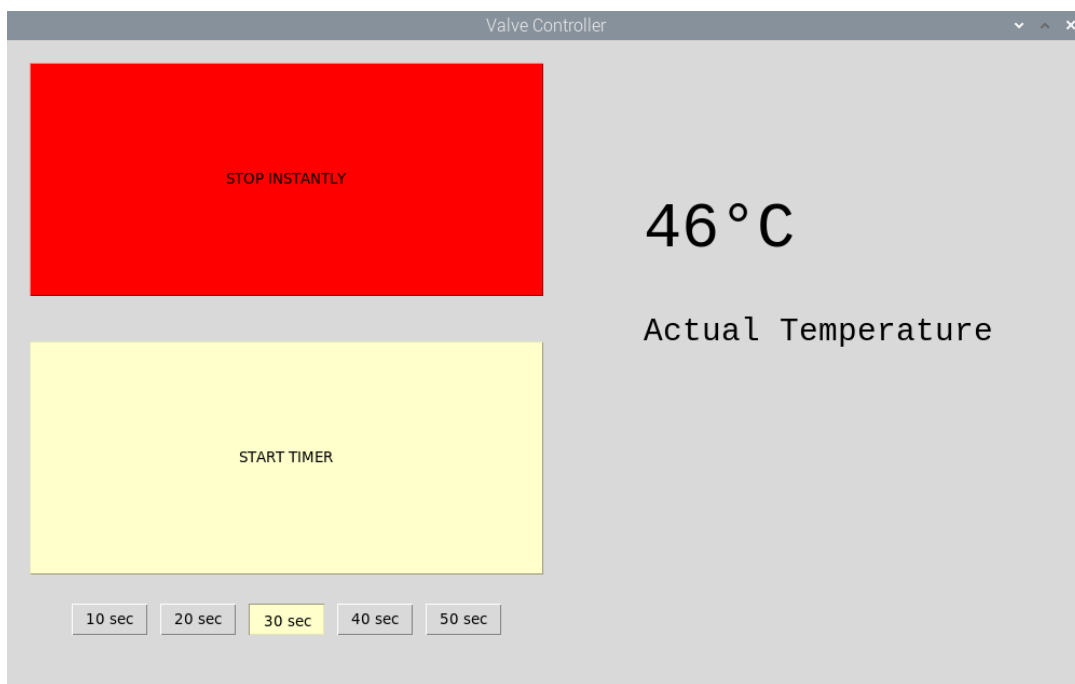 Valve Controller
STOP INSTANTLY
46°C
Actual Temperature
START TIMER
10 sec 20 sec 30 sec 40 sec 50 sec